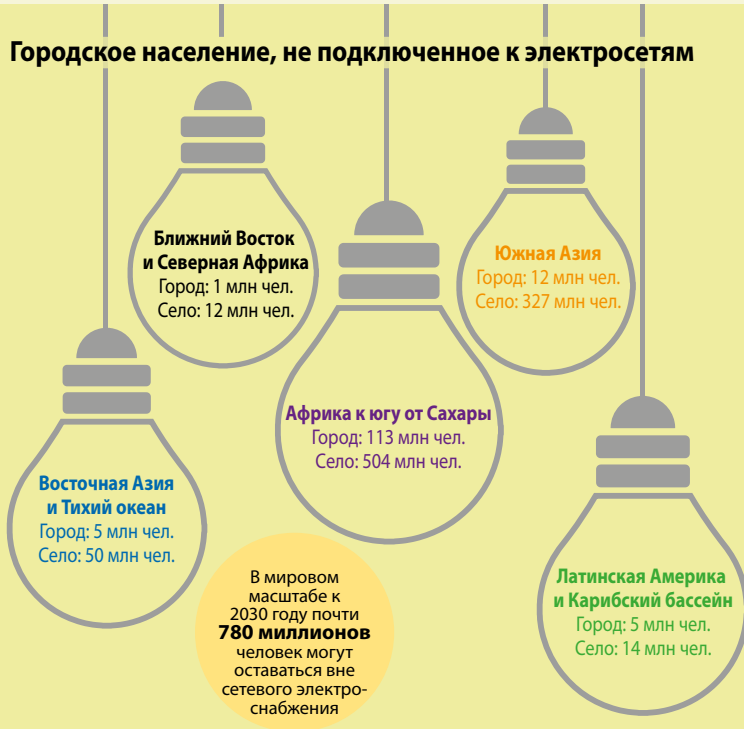 Городское население, не подключенное к электросетям
Ближний Восток
и Северная Африка
Город: 1 млн чел.
Село: 12 млн чел.
Южная Азия
Город: 12 млн чел.
Село: 327 млн чел.
Африка к югу от Сахары
Город: 113 млн чел.
Село: 504 млн чел.
Восточная Азия
и Тихий океан
Город: 5 млн чел.
Село: 50 млн чел.
В мировом
масштабе к
2030 году почти
780 миллионов
человек могут
оставаться вне
сетевого электро-
снабжения
Латинская Америка
и Карибский бассейн
Город: 5 млн чел.
Село: 14 млн чел.